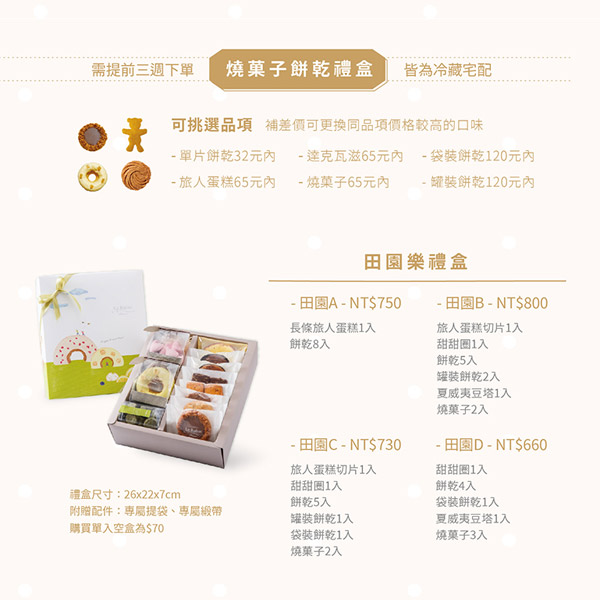 需提前三週下單
燒菓子餅乾禮盒
皆為冷藏宅配
可挑選品項 補差價可更換同品項價格較高的口味
- 單片餅乾32元內 - 達克瓦滋65元內 - 袋裝餅乾120元內
- 旅人蛋糕65元內 - 燒菓子65元內 - 罐裝餅乾120元內
田園樂禮盒
- 田園A - NT$750
長條旅人蛋糕1入
餅乾8入
- 田園B - NT$800
旅人蛋糕切片1入
甜甜圈1入
餅乾5入
罐裝餅乾2入
夏威夷豆塔1入
燒菓子2入
- 田園C - NT$730
旅人蛋糕切片1入
甜甜圈1入
餅乾5入
罐裝餅乾1入
袋裝餅乾1入
燒菓子2入
- 田園D - NT$660
甜甜圈1入
餅乾4入
袋裝餅乾1入
夏威夷豆塔1入
燒菓子3入
禮盒尺寸：26x22x7cm
附贈配件：專屬提袋、專屬緞帶
購買單入空盒為$70